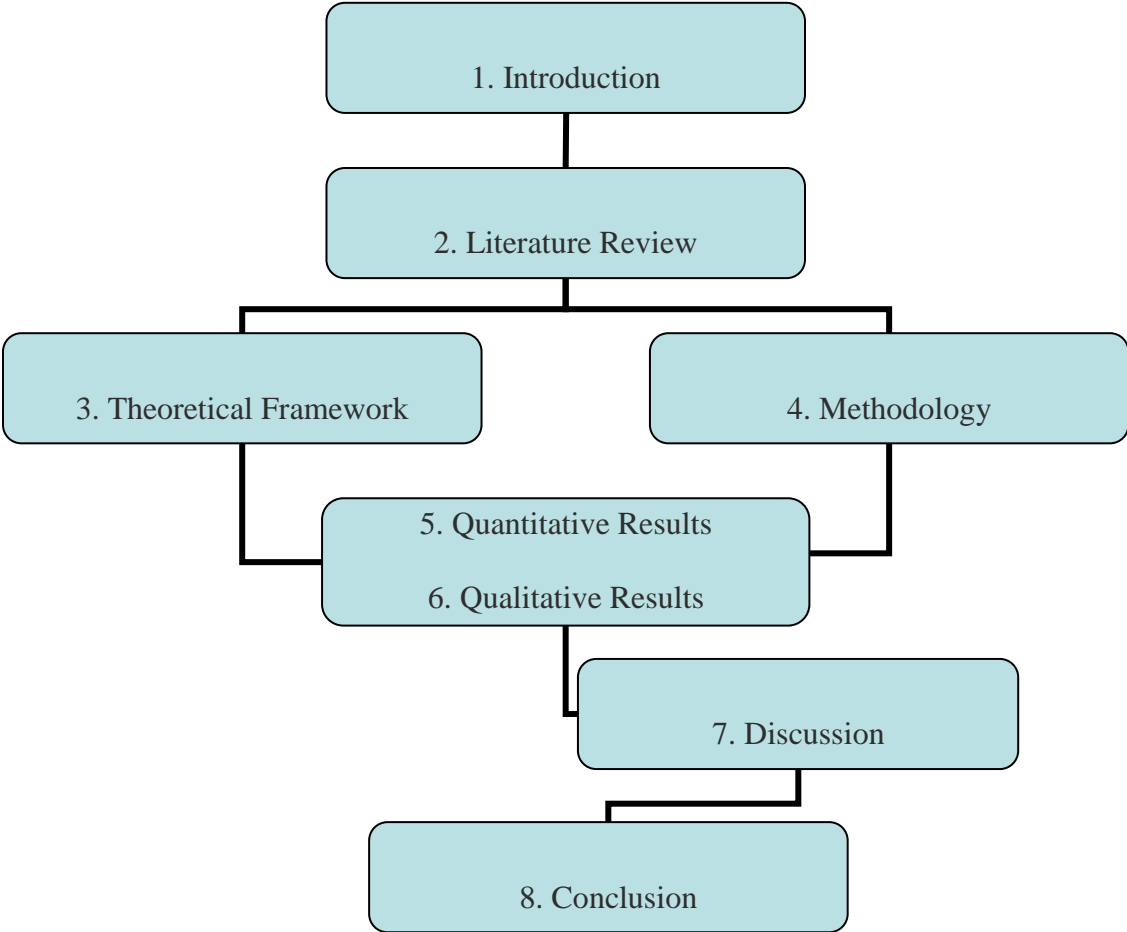 1. Introduction
2. Literature Review
3. Theoretical Framework
4. Methodology
5. Quantitative Results
6. Qualitative Results
7. Discussion
8. Conclusion